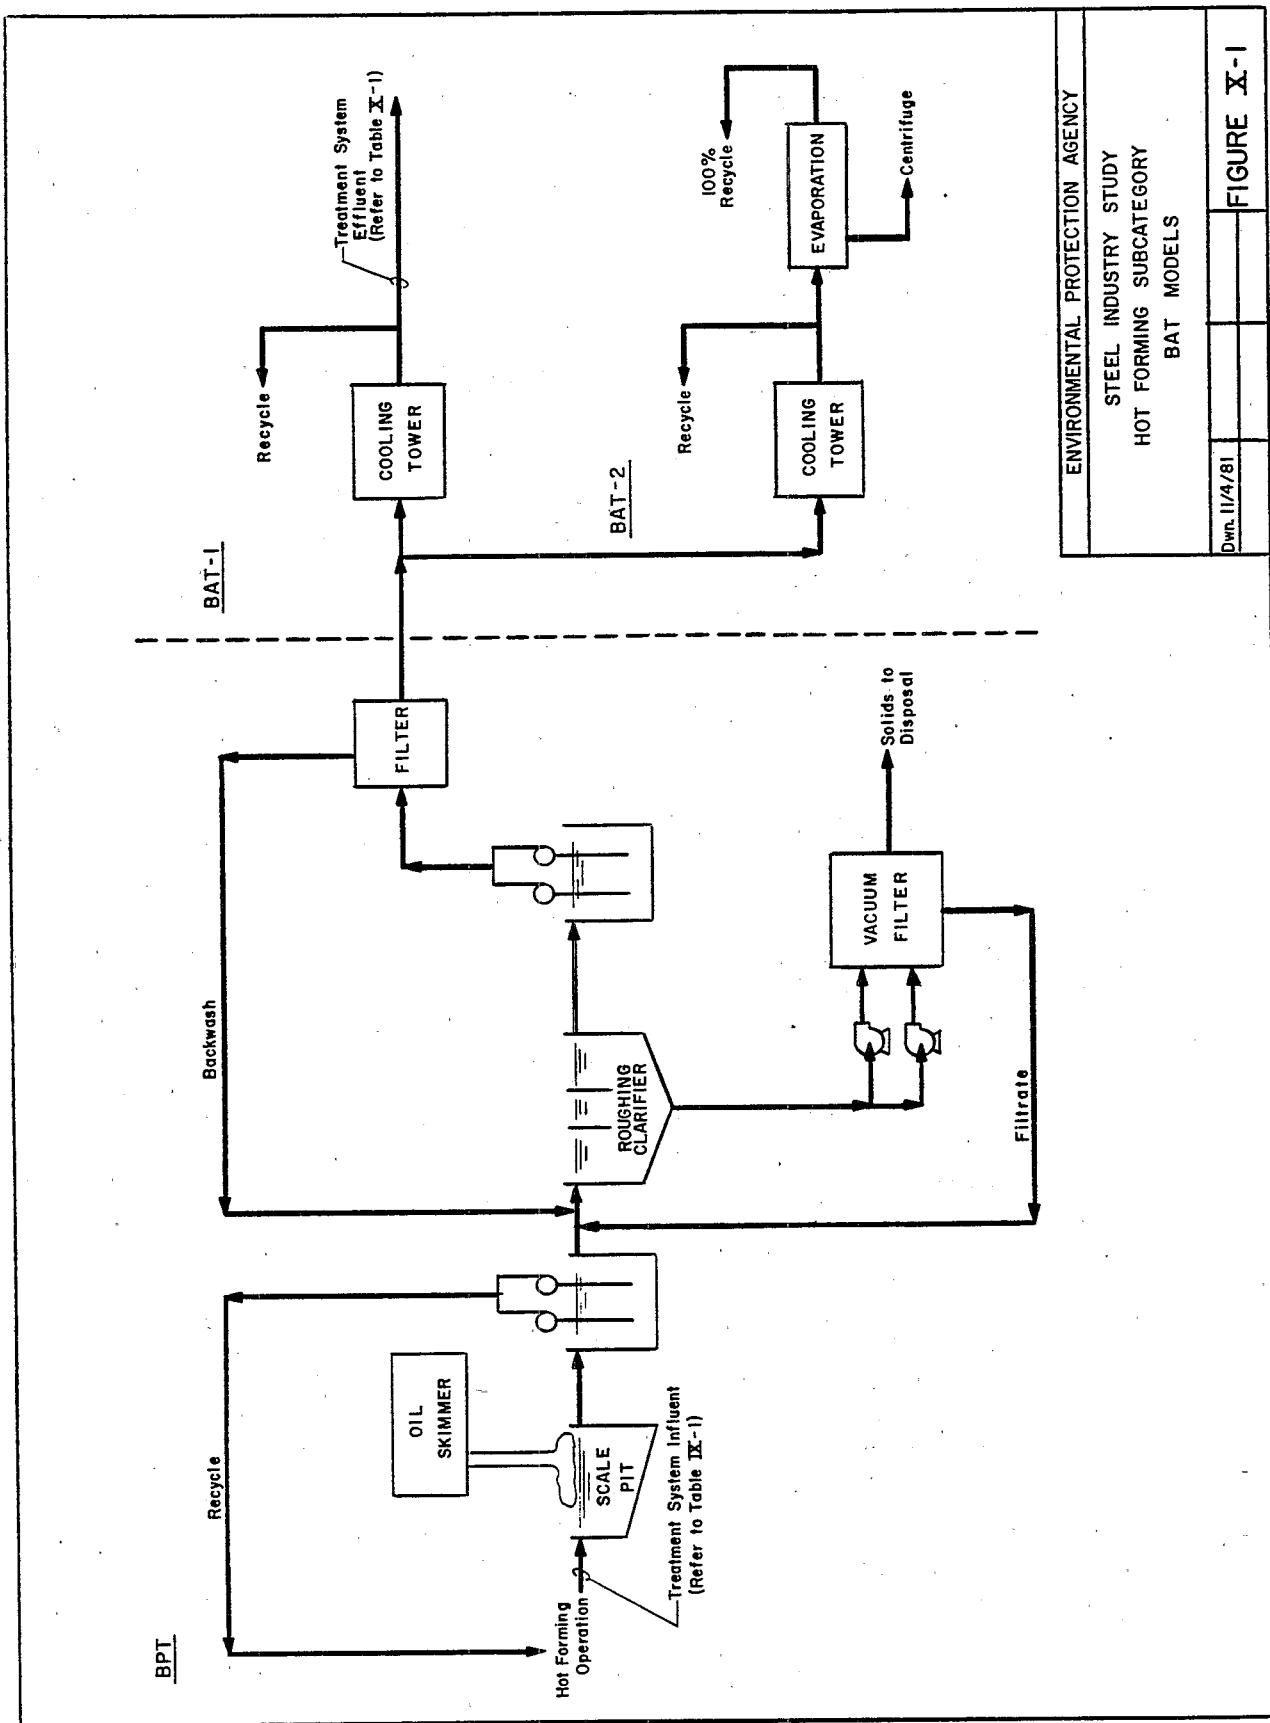 BPT
Recycle
Hot Forming
Operation
Treatment System Influent
(Refer to Table IX-1)
OIL
SKIMMER
SCALE
PIT
Backwash
ROUGHING
CLARIFIER
Filtrate
VACUUM
FILTER
Solids to
Disposal
FILTER
BAT-1
COOLING
TOWER
Recycle
Treatment System
Effluent
(Refer to Table X-1)
BAT-2
COOLING
TOWER
Recycle
EVAPORATION
100%
Recycle
Centrifuge
ENVIRONMENTAL PROTECTION AGENCY
STEEL INDUSTRY STUDY
HOT FORMING SUBCATEGORY
BAT MODELS
Dwn. 11/4/81
FIGURE X-1